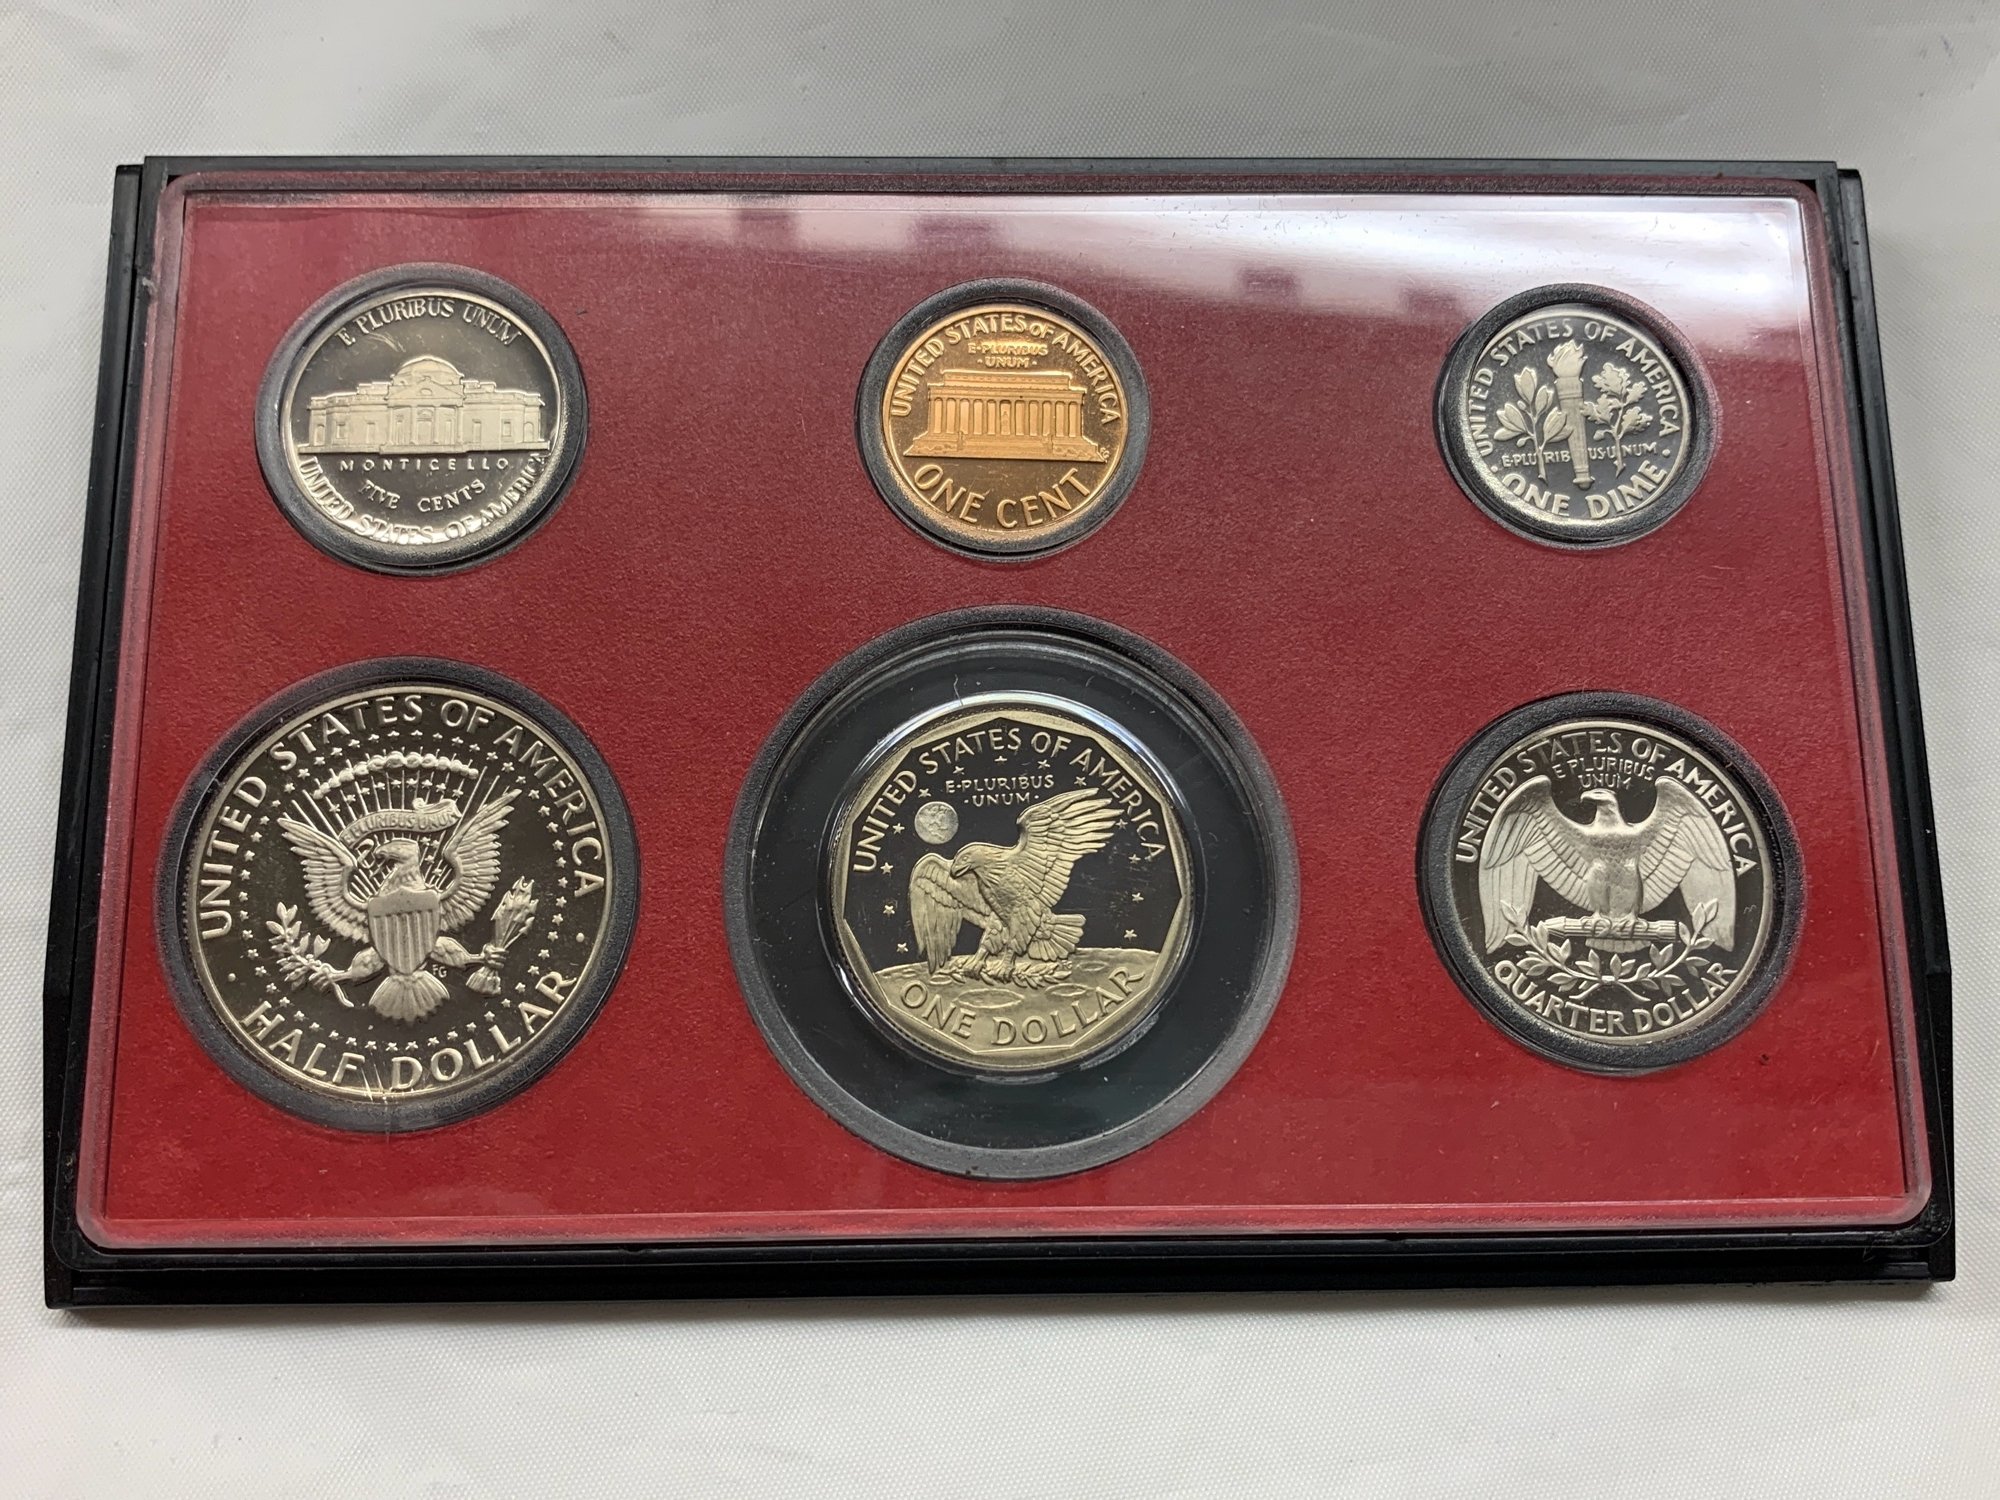 E PLURIBUS UNUM
MONTICELLO
FIVE CENTS
UNITED STATES OF AMERICA
UNITED STATES OF AMERICA
E·PLURIBUS
·UNUM·
ONE CENT
UNITED STATES OF AMERICA
E·PLURIBUS·UNUM
· ONE DIME ·
UNITED STATES OF AMERICA
E PLURIBUS UNUM
FG
· HALF DOLLAR ·
UNITED STATES OF AMERICA
E·PLURIBUS
·UNUM·
ONE DOLLAR
UNITED STATES OF AMERICA
E PLURIBUS
UNUM
QUARTER DOLLAR